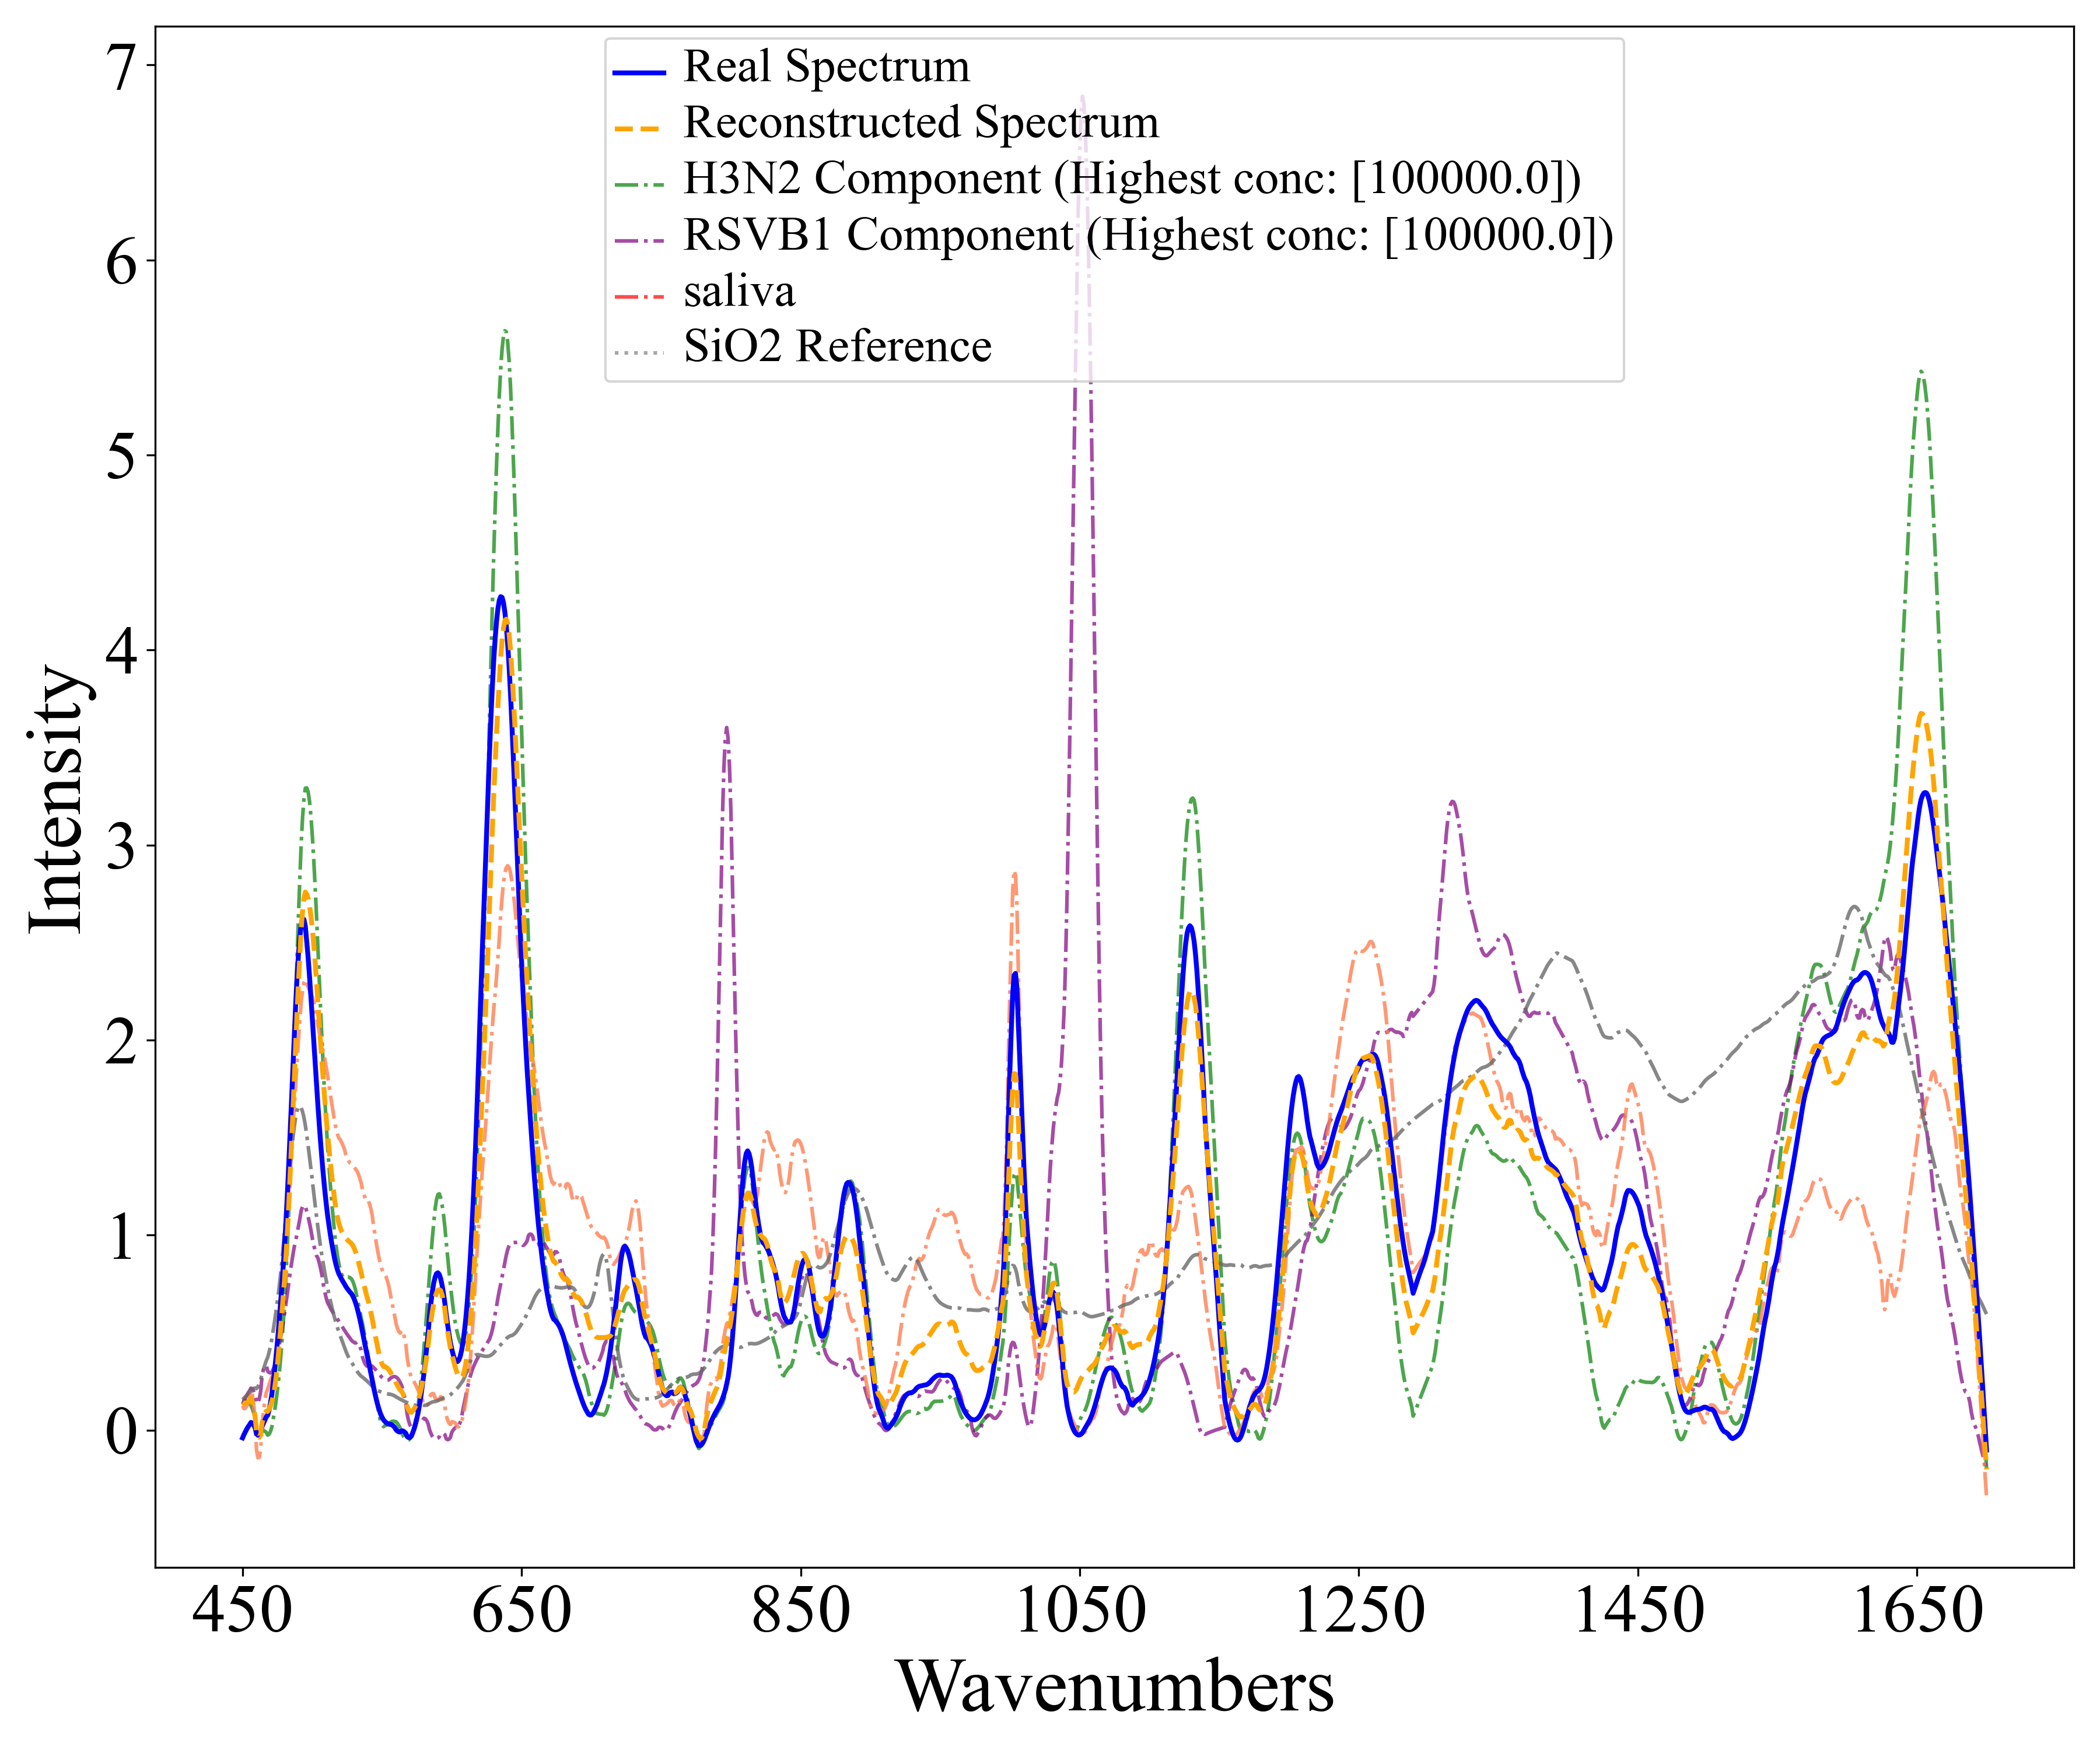 Real Spectrum
Reconstructed Spectrum
H3N2 Component (Highest conc: [100000.0])
RSVB1 Component (Highest conc: [100000.0])
saliva
SiO2 Reference
7
6
5
4
3
2
1
0
Intensity
450 650 850 1050 1250 1450 1650
Wavenumbers